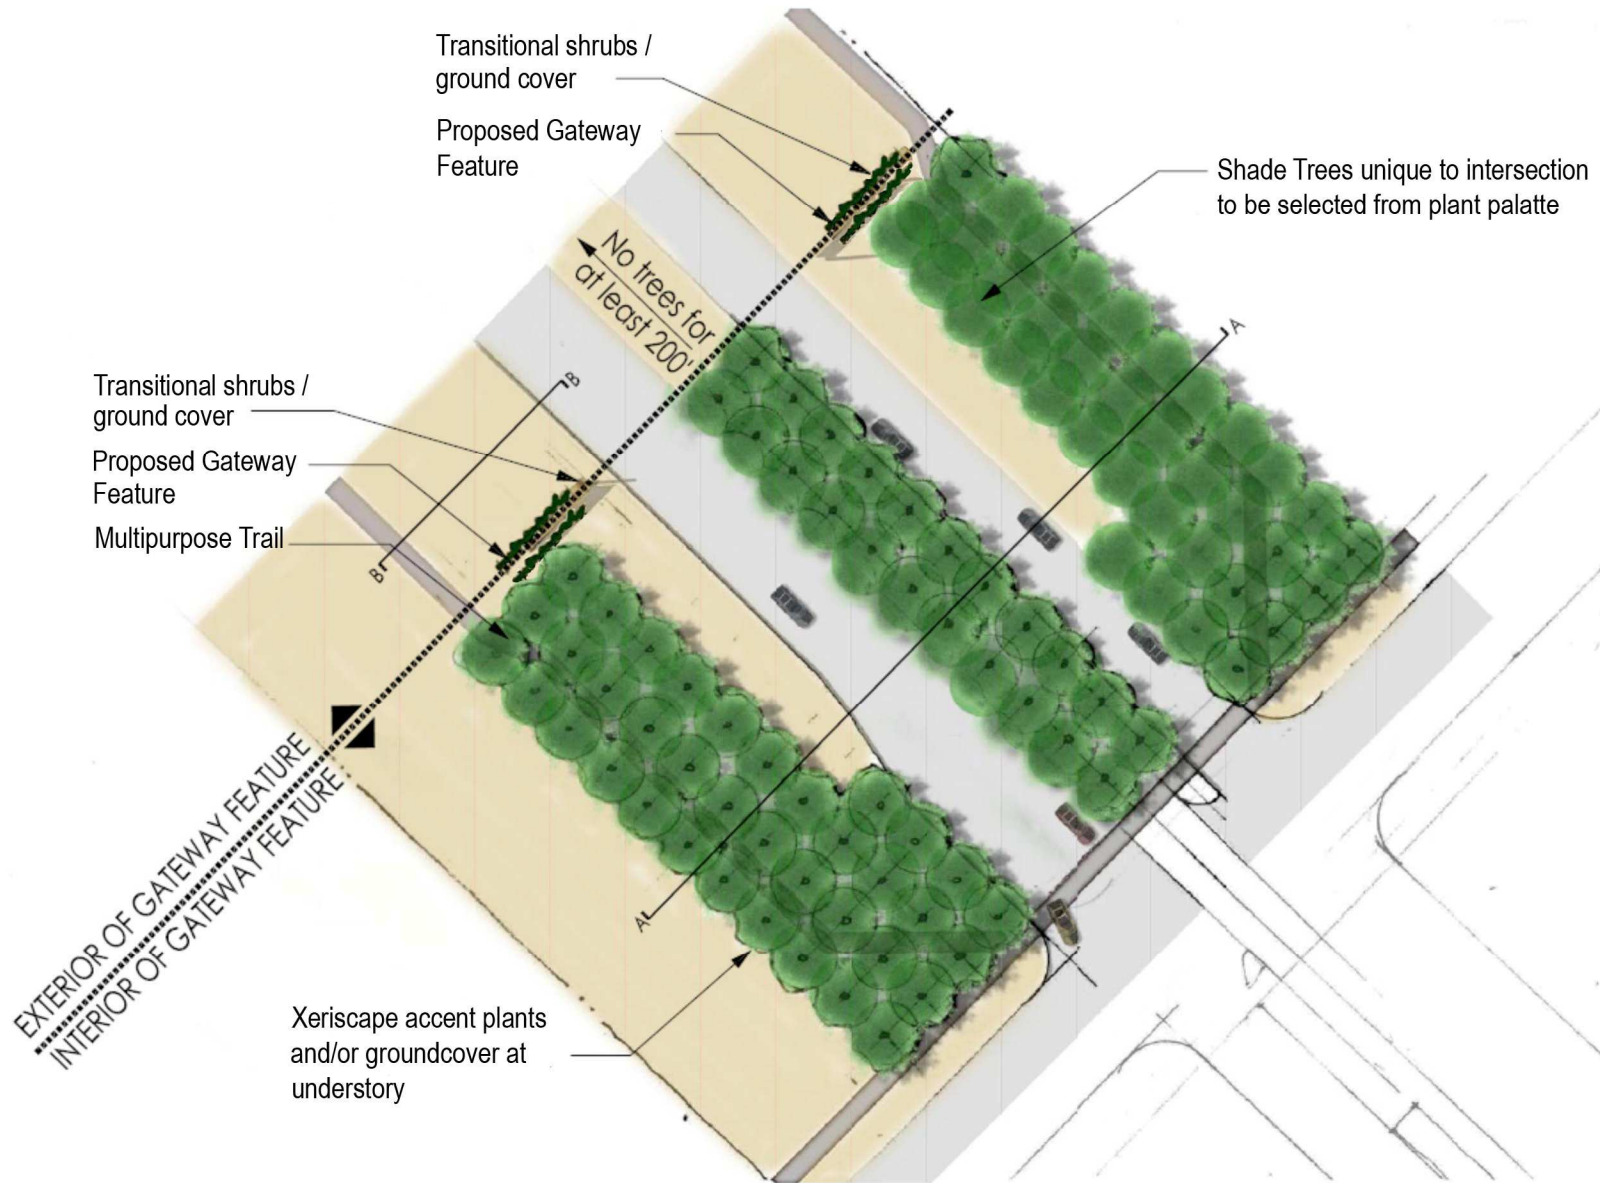 Transitional shrubs /
ground cover
Proposed Gateway
Feature
Shade Trees unique to intersection
to be selected from plant palatte
No trees for
at least 200'
A
B
Transitional shrubs /
ground cover
Proposed Gateway
Feature
Multipurpose Trail
B
A
EXTERIOR OF GATEWAY FEATURE
INTERIOR OF GATEWAY FEATURE
Xeriscape accent plants
and/or groundcover at
understory